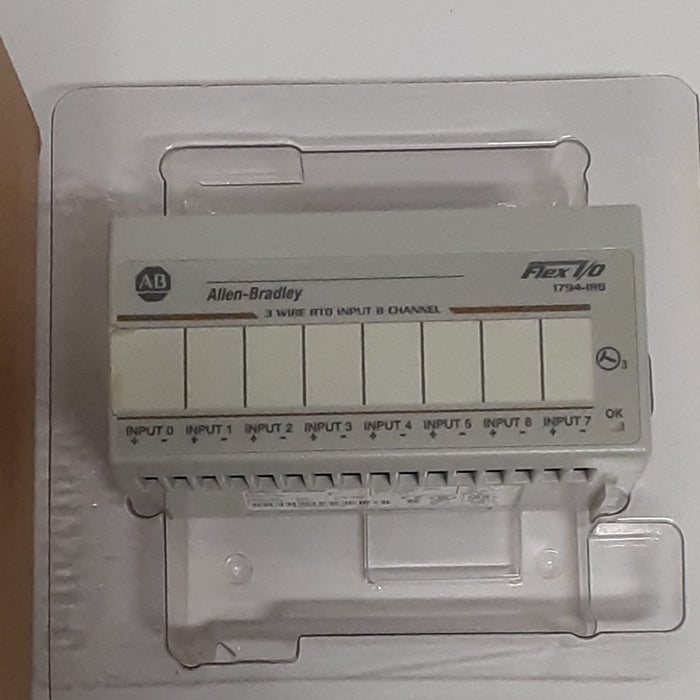 AB
Allen-Bradley
Flex I/O
1794-IR8
3 WIRE RTD INPUT 8 CHANNEL
3
INPUT 0 INPUT 1 INPUT 2 INPUT 3 INPUT 4 INPUT 5 INPUT 6 INPUT 7
+ - + - + - + - + - + - + - + -
OK